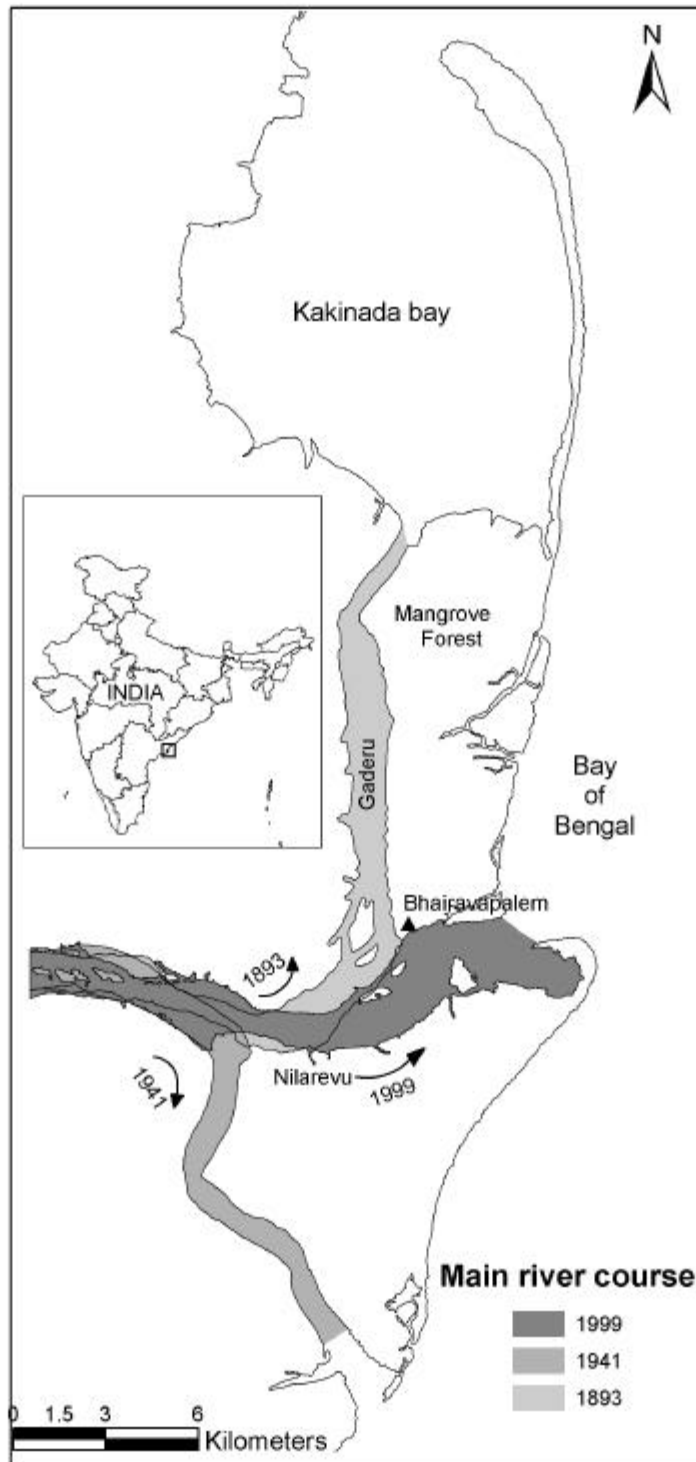 N
Kakinada bay
Mangrove
Forest
INDIA
Gaderu
Bay
of
Bengal
Bhairavapalem
1893
Nilarevu
1999
1941
Main river course
1999
1941
1893
0 1.5 3 6
Kilometers